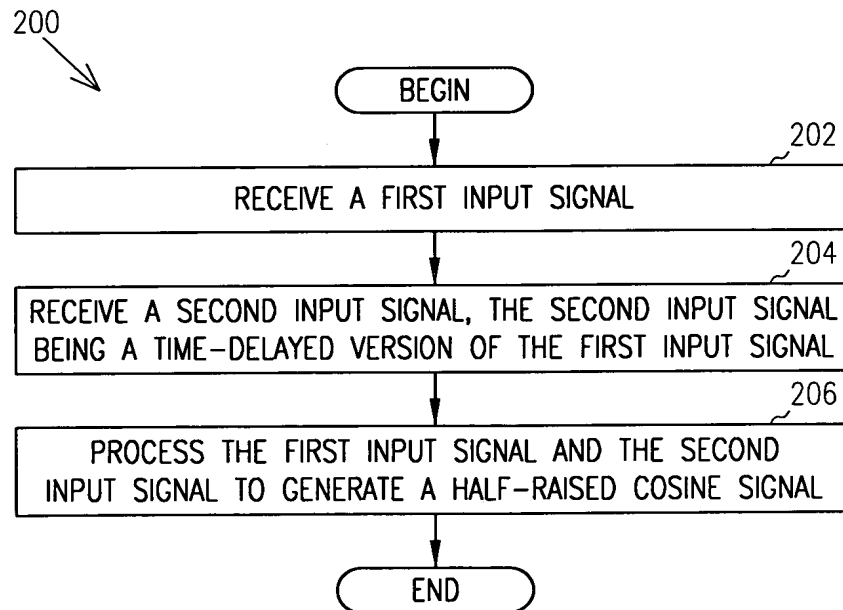 200
BEGIN
202
RECEIVE A FIRST INPUT SIGNAL
204
RECEIVE A SECOND INPUT SIGNAL, THE SECOND INPUT SIGNAL
BEING A TIME-DELAYED VERSION OF THE FIRST INPUT SIGNAL
206
PROCESS THE FIRST INPUT SIGNAL AND THE SECOND
INPUT SIGNAL TO GENERATE A HALF-RAISED COSINE SIGNAL
END